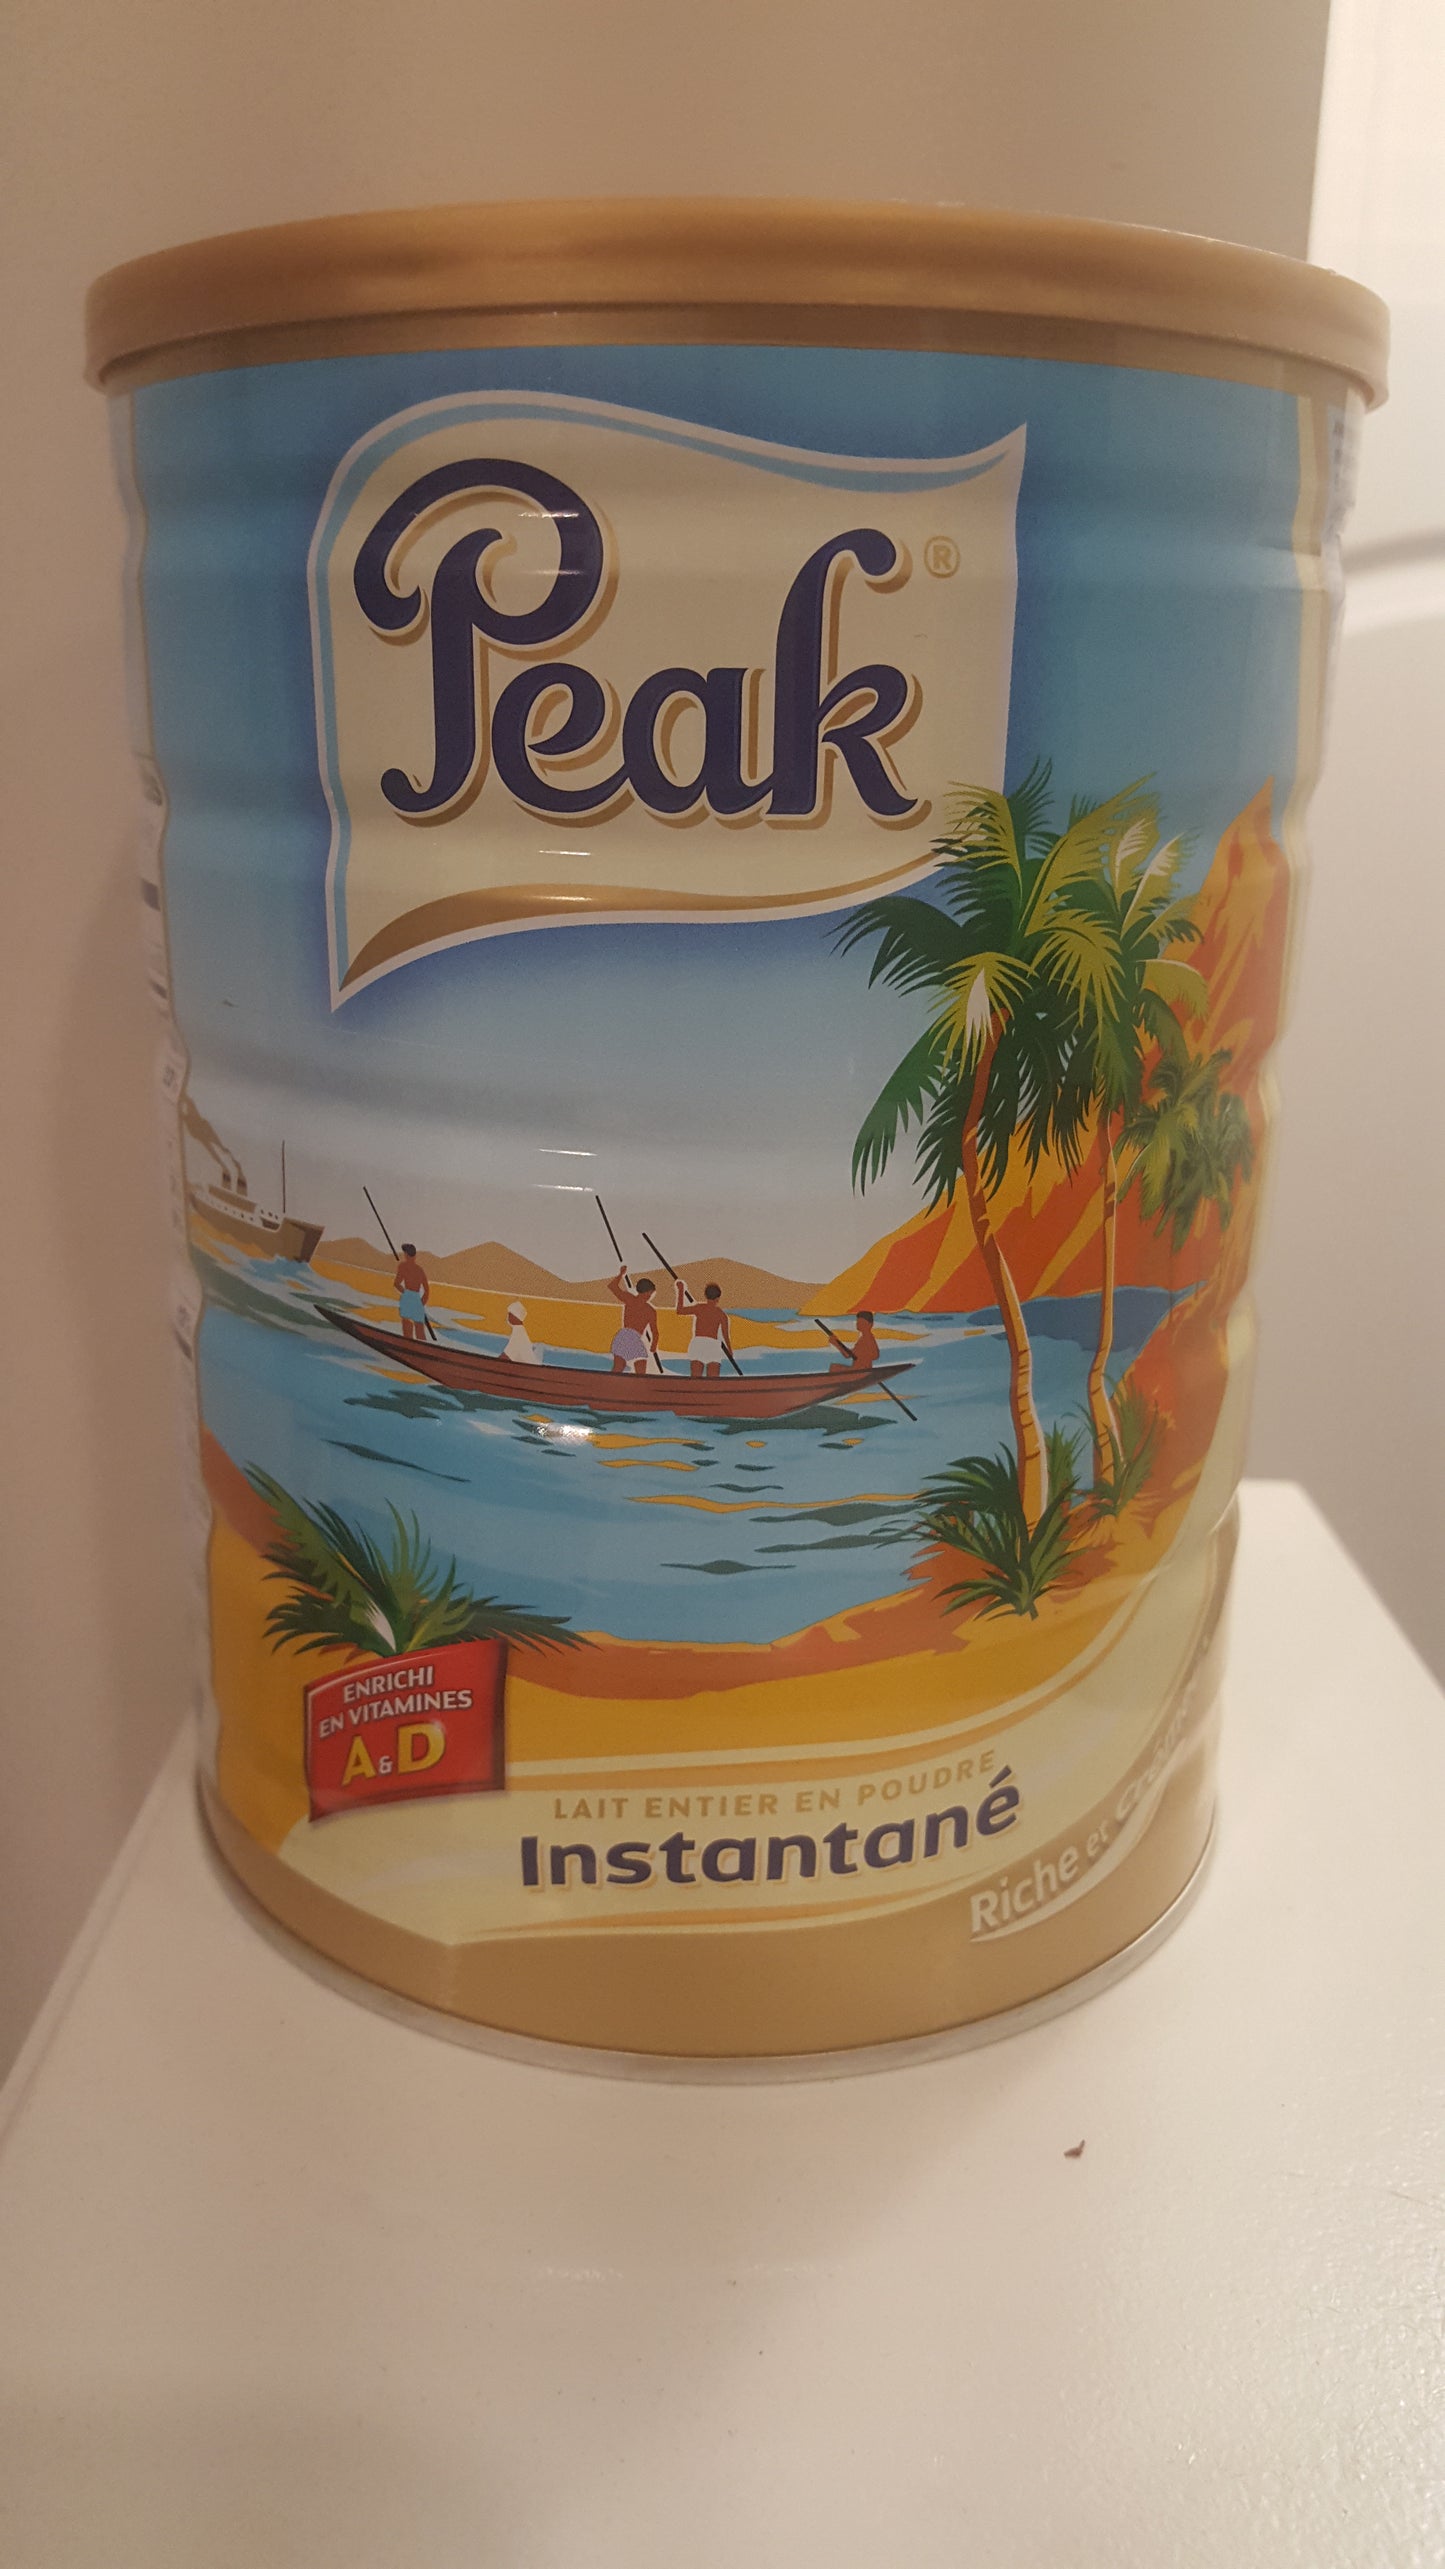 Peak®
ENRICHI
EN VITAMINES
A & D
LAIT ENTIER EN POUDRE
Instantané
Riche et